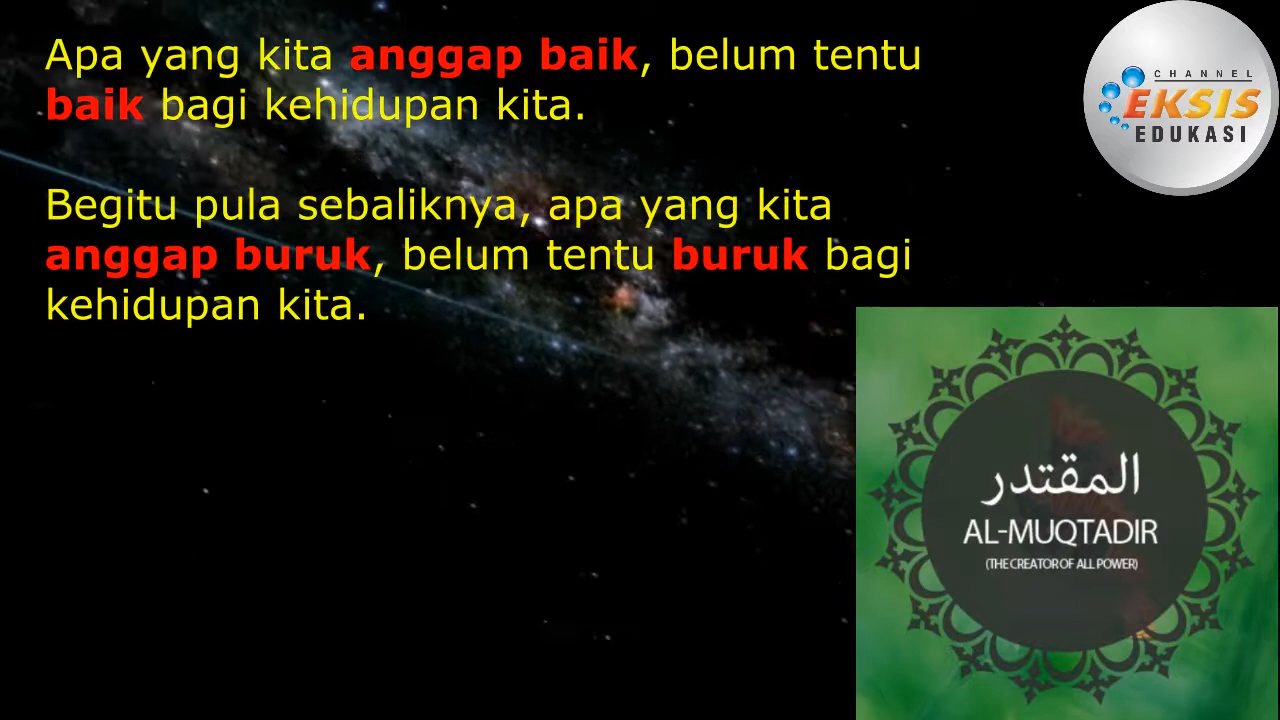 Apa yang kita anggap baik, belum tentu
baik bagi kehidupan kita.
Begitu pula sebaliknya, apa yang kita
anggap buruk, belum tentu buruk bagi
kehidupan kita.
CHANNEL
EKSIS
EDUKASI
المقتدر
AL-MUQTADIR
(THE CREATOR OF ALL POWER)